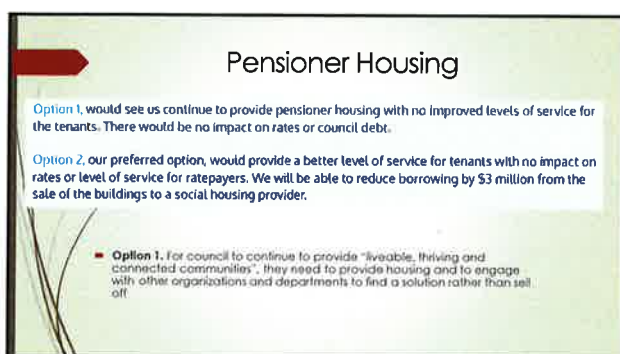 Pensioner Housing
Option 1, would see us continue to provide pensioner housing with no improved levels of service for
the tenants. There would be no impact on rates or council debt.
Option 2, our preferred option, would provide a better level of service for tenants with no impact on
rates or level of service for ratepayers. We will be able to reduce borrowing by $3 million from the
sale of the buildings to a social housing provider.
Option 1. For council to continue to provide "liveable, thriving and
connected communities", they need to provide housing and to engage
with other organizations and departments to find a solution rather than sell
off